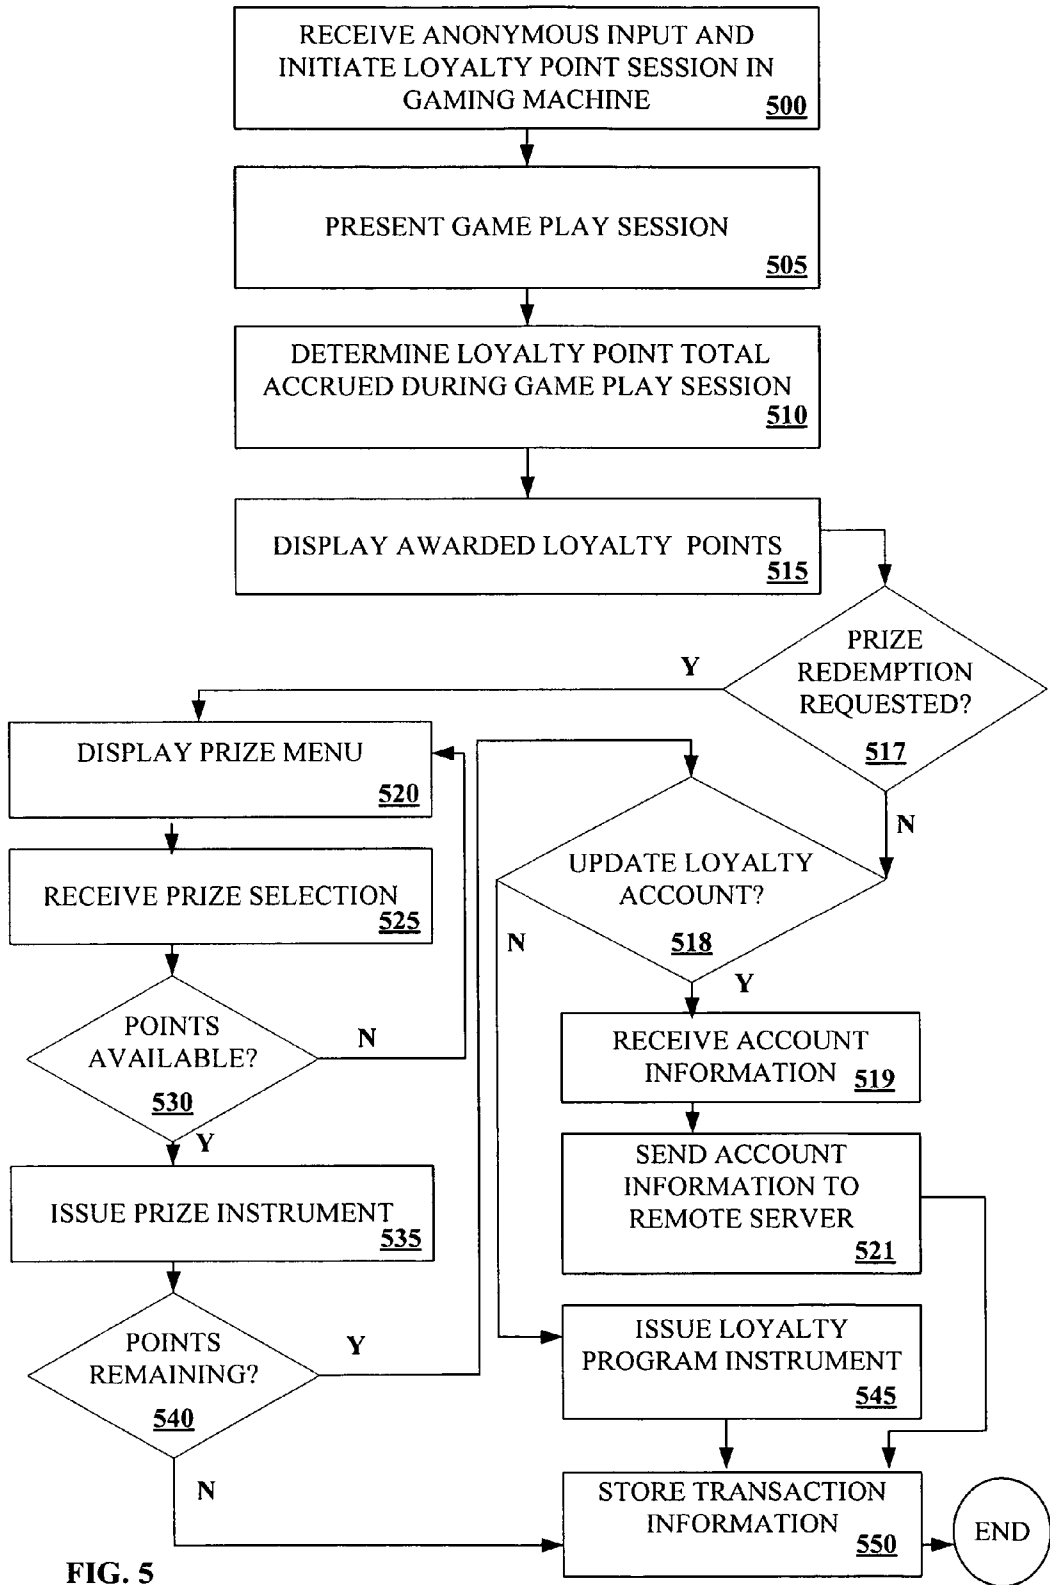 RECEIVE ANONYMOUS INPUT AND
INITIATE LOYALTY POINT SESSION IN
GAMING MACHINE
500
PRESENT GAME PLAY SESSION
505
DETERMINE LOYALTY POINT TOTAL
ACCRUED DURING GAME PLAY SESSION
510
DISPLAY AWARDED LOYALTY POINTS
515
PRIZE
REDEMPTION
REQUESTED?
517
Y
N
DISPLAY PRIZE MENU
520
RECEIVE PRIZE SELECTION
525
POINTS
AVAILABLE?
530
N
Y
ISSUE PRIZE INSTRUMENT
535
POINTS
REMAINING?
540
Y
N
UPDATE LOYALTY
ACCOUNT?
518
N
Y
RECEIVE ACCOUNT
INFORMATION
519
SEND ACCOUNT
INFORMATION TO
REMOTE SERVER
521
ISSUE LOYALTY
PROGRAM INSTRUMENT
545
STORE TRANSACTION
INFORMATION
550
END
FIG. 5